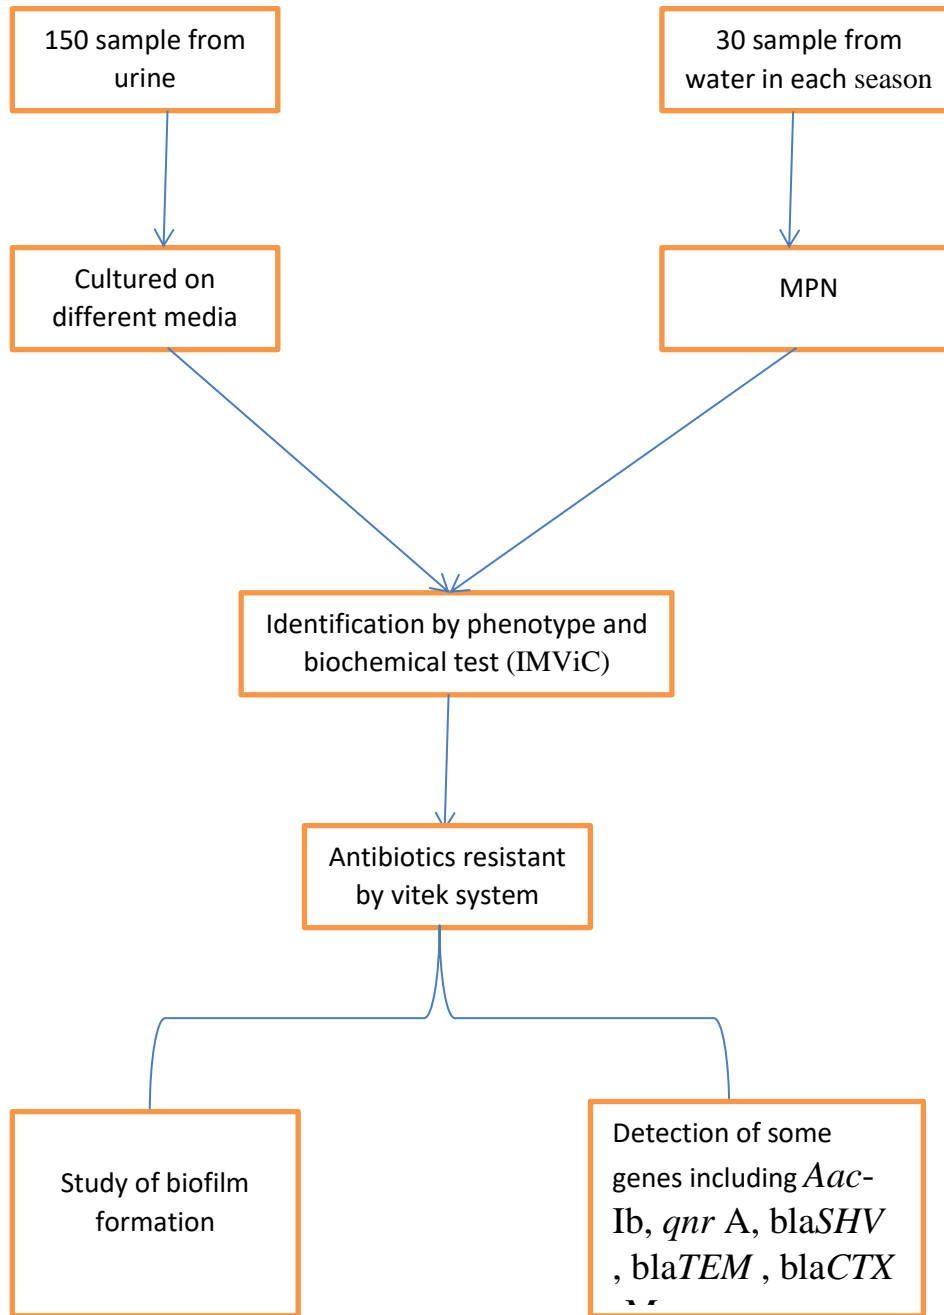 150 sample from
urine
30 sample from
water in each season
Cultured on
different media
MPN
Identification by phenotype and
biochemical test (IMViC)
Antibiotics resistant
by vitek system
Study of biofilm
formation
Detection of some
genes including Aac-
Ib, qnr A, blaSHV
, blaTEM , blaCTX